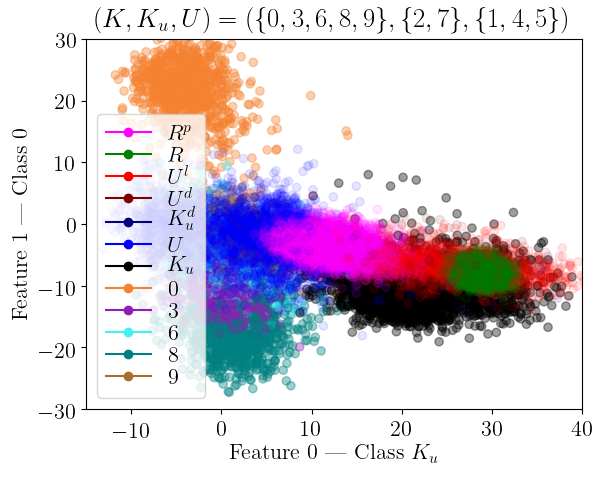 (K, K_u, U) = ({0, 3, 6, 8, 9}, {2, 7}, {1, 4, 5})
30
20
10
0
−10
−20
−30
Feature 1 — Class 0
R^p
R
U^l
U^d
K_u^d
U
K_u
0
3
6
8
9
−10 0 10 20 30 40
Feature 0 — Class K_u